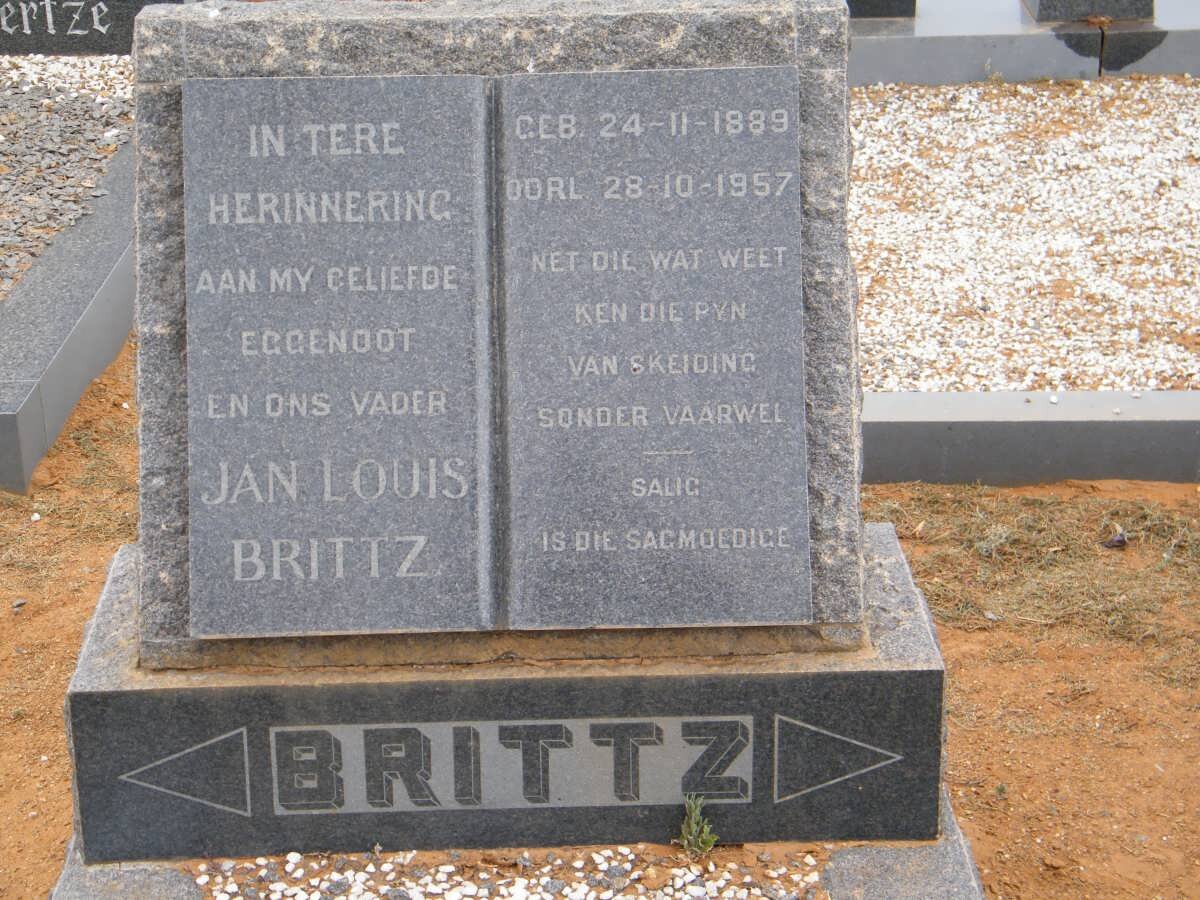 ertze
IN TERE
HERINNERING
AAN MY GELIEFDE
EGGENOOT
EN ONS VADER
JAN LOUIS
BRITTZ
GEB. 24-11-1889
OORL 28-10-1957
NET DIE WAT WEET
KEN DIE PYN
VAN SKEIDING
SONDER VAARWEL
SALIG
IS DIE SAGMOEDIGE
BRITTZ